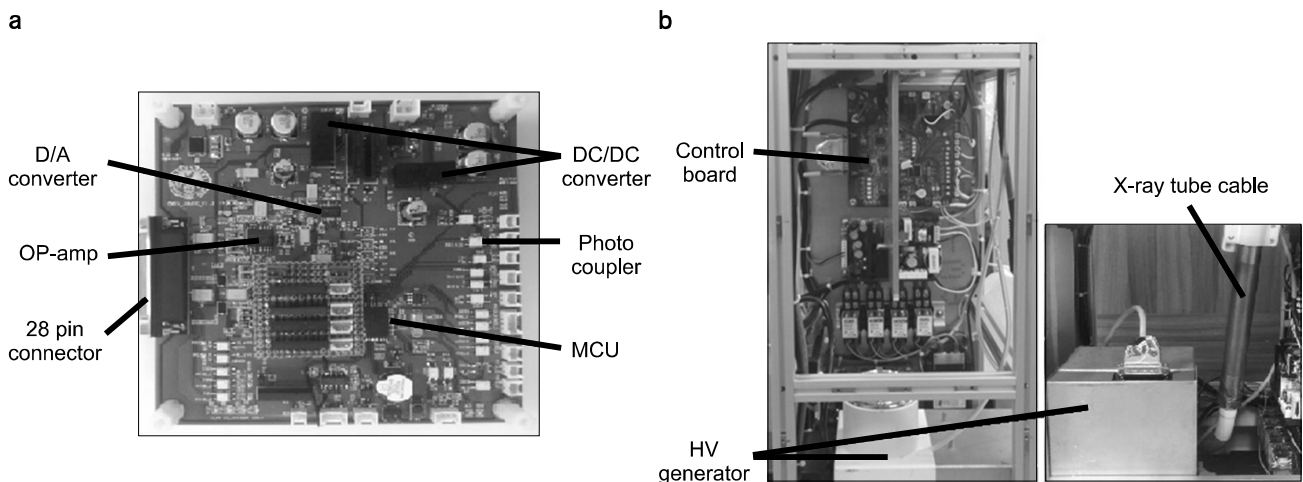 a
D/A
converter
OP-amp
28 pin
connector
DC/DC
converter
Photo
coupler
MCU
b
Control
board
HV
generator
X-ray tube cable